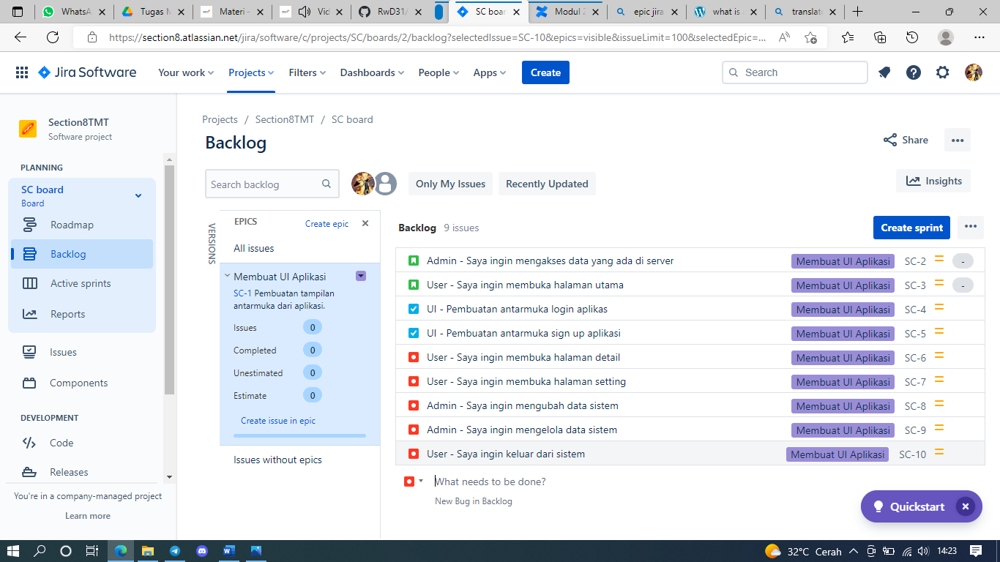 WhatsA
Tugas M
Materi -
Vid
RwD31/
SC boar
Modul 2
epic jira
what is a
translate
https://section8.atlassian.net/jira/software/c/projects/SC/boards/2/backlog?selectedIssue=SC-10&epics=visible&issueLimit=100&selectedEpic=...
Jira Software
Your work
Projects
Filters
Dashboards
People
Apps
Create
Search
Section8TMT
Software project
PLANNING
SC board
Board
Roadmap
Backlog
Active sprints
Reports
Issues
Components
DEVELOPMENT
Code
Releases
You're in a company-managed project
Learn more
Projects / Section8TMT / SC board
Backlog
Share
Search backlog
Only My Issues
Recently Updated
Insights
VERSIONS
EPICS
Create epic
All issues
Membuat UI Aplikasi
SC-1 Pembuatan tampilan
antarmuka dari aplikasi.
Issues 0
Completed 0
Unestimated 0
Estimate 0
Create issue in epic
Issues without epics
Backlog 9 issues
Create sprint
Admin - Saya ingin mengakses data yang ada di server Membuat UI Aplikasi SC-2 -
User - Saya ingin membuka halaman utama Membuat UI Aplikasi SC-3 -
UI - Pembuatan antarmuka login aplikas Membuat UI Aplikasi SC-4
UI - Pembuatan antarmuka sign up aplikasi Membuat UI Aplikasi SC-5
User - Saya ingin membuka halaman detail Membuat UI Aplikasi SC-6
User - Saya ingin membuka halaman setting Membuat UI Aplikasi SC-7
Admin - Saya ingin mengubah data sistem Membuat UI Aplikasi SC-8
Admin - Saya ingin mengelola data sistem Membuat UI Aplikasi SC-9
User - Saya ingin keluar dari sistem Membuat UI Aplikasi SC-10
What needs to be done?
New Bug in Backlog
Quickstart
32°C Cerah
14:23